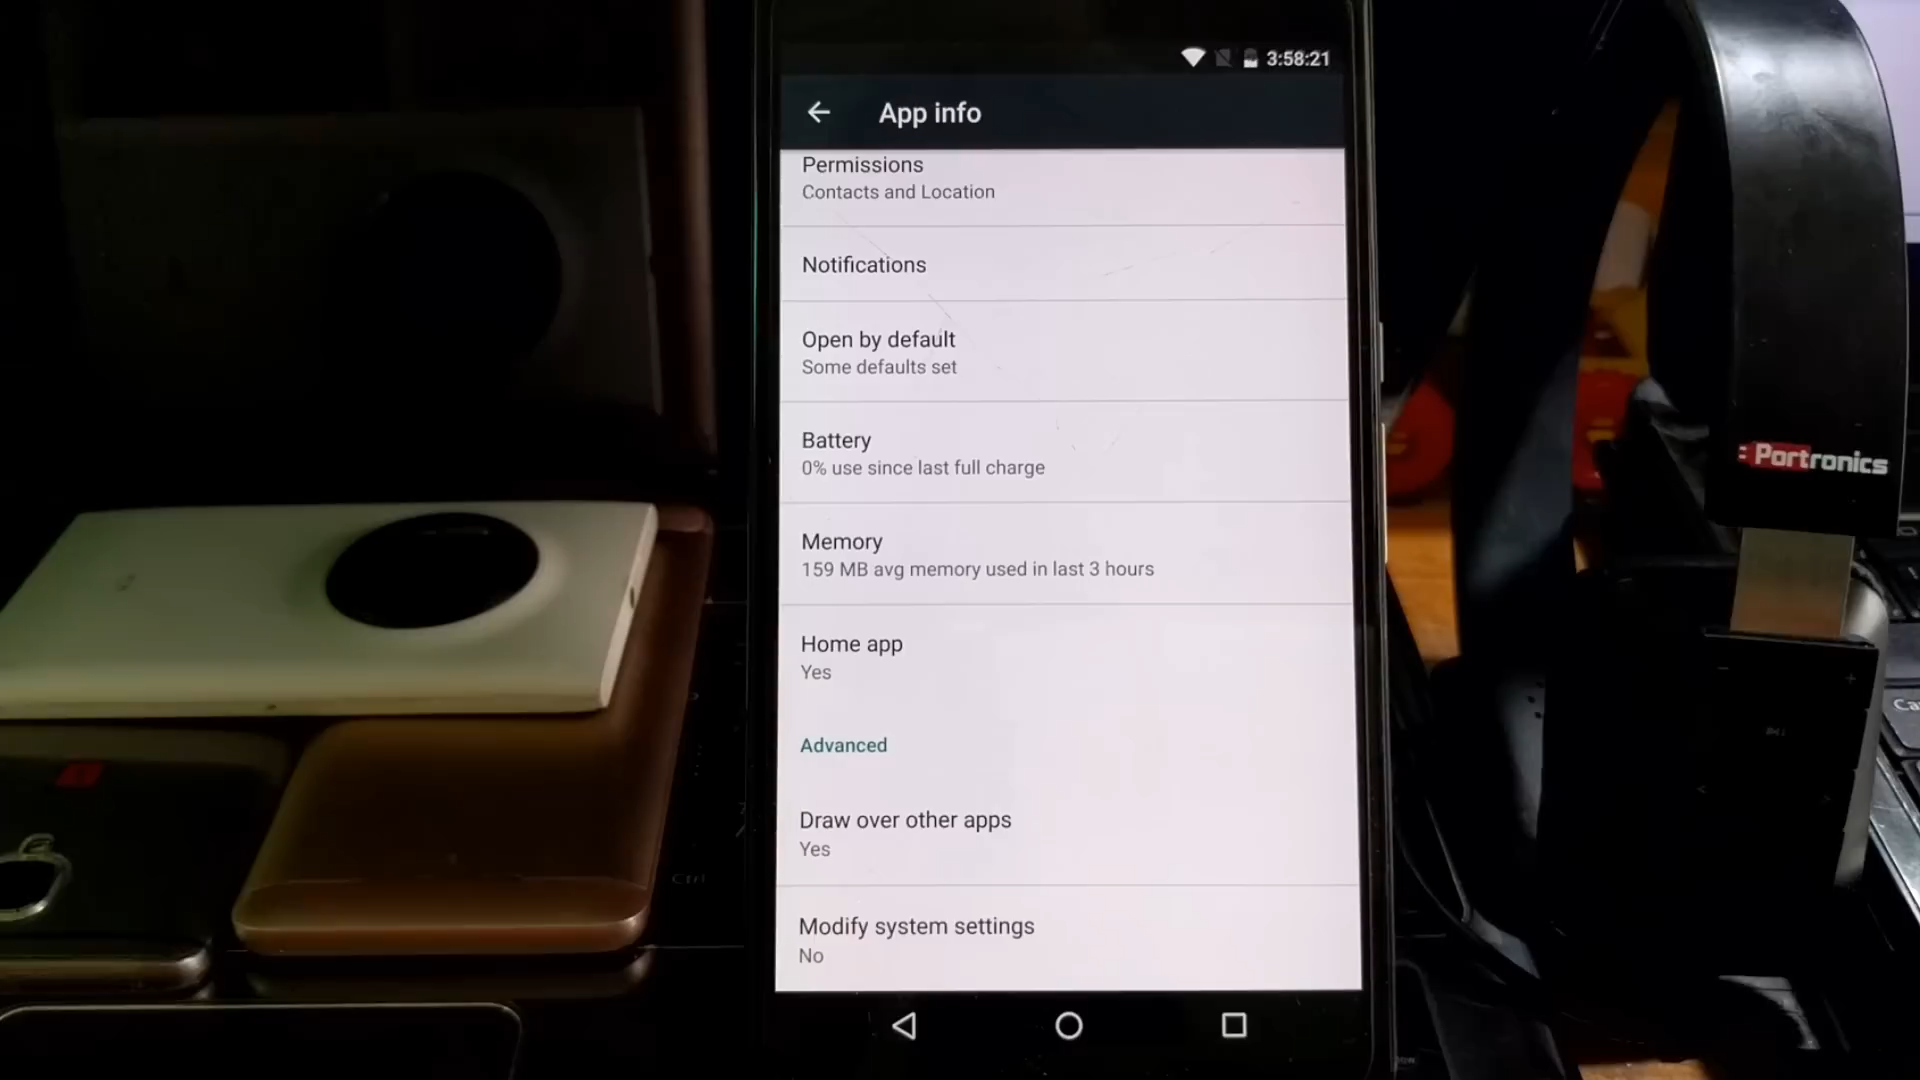 3:58:21
App info
Permissions
Contacts and Location
Notifications
Open by default
Some defaults set
Battery
0% use since last full charge
Memory
159 MB avg memory used in last 3 hours
Home app
Yes
Advanced
Draw over other apps
Yes
Modify system settings
No
Portronics
Ctrl